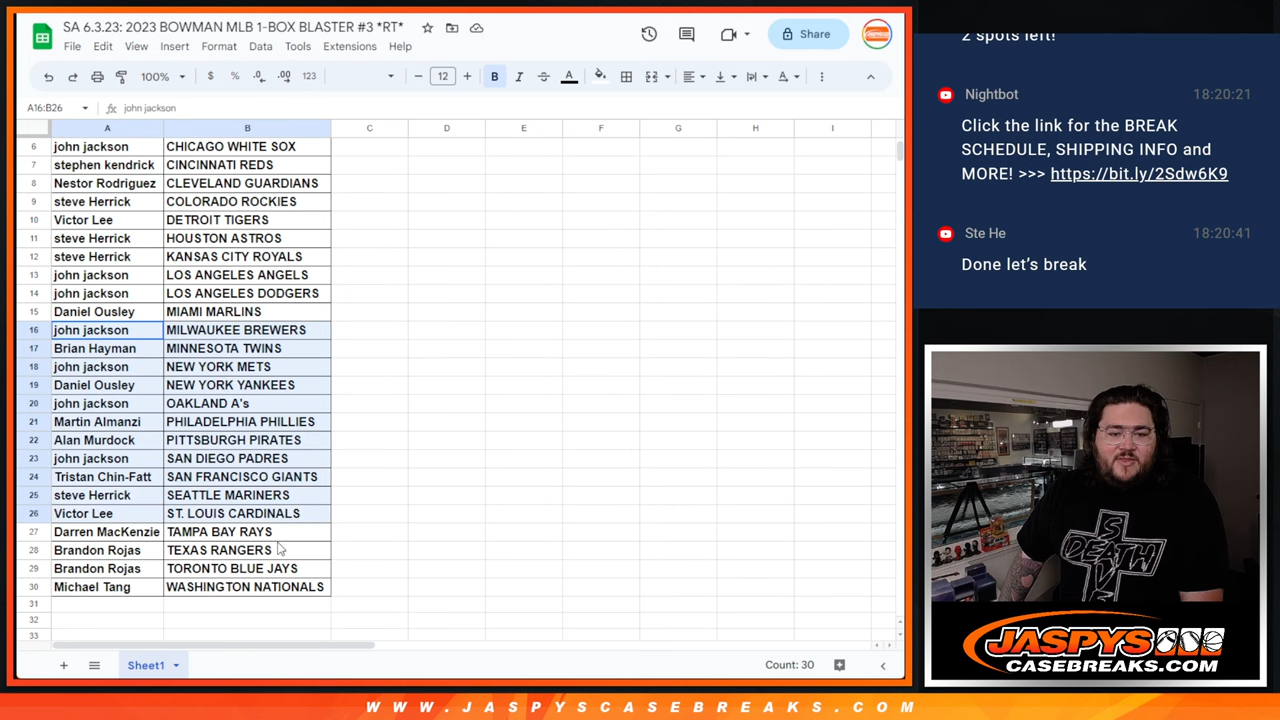 SA 6.3.23: 2023 BOWMAN MLB 1-BOX BLASTER #3 *RT*
File Edit View Insert Format Data Tools Extensions Help
Share
100% $ % .0 .00 123 12 B I A
A16:B26 fx john jackson
A B C D E F G H I
6 john jackson CHICAGO WHITE SOX
7 stephen kendrick CINCINNATI REDS
8 Nestor Rodriguez CLEVELAND GUARDIANS
9 steve Herrick COLORADO ROCKIES
10 Victor Lee DETROIT TIGERS
11 steve Herrick HOUSTON ASTROS
12 steve Herrick KANSAS CITY ROYALS
13 john jackson LOS ANGELES ANGELS
14 john jackson LOS ANGELES DODGERS
15 Daniel Ousley MIAMI MARLINS
16 john jackson MILWAUKEE BREWERS
17 Brian Hayman MINNESOTA TWINS
18 john jackson NEW YORK METS
19 Daniel Ousley NEW YORK YANKEES
20 john jackson OAKLAND A's
21 Martin Almanzi PHILADELPHIA PHILLIES
22 Alan Murdock PITTSBURGH PIRATES
23 john jackson SAN DIEGO PADRES
24 Tristan Chin-Fatt SAN FRANCISCO GIANTS
25 steve Herrick SEATTLE MARINERS
26 Victor Lee ST. LOUIS CARDINALS
27 Darren MacKenzie TAMPA BAY RAYS
28 Brandon Rojas TEXAS RANGERS
29 Brandon Rojas TORONTO BLUE JAYS
30 Michael Tang WASHINGTON NATIONALS
31
32
33
Sheet1
Count: 30
2 spots left!
Nightbot 18:20:21
Click the link for the BREAK
SCHEDULE, SHIPPING INFO and
MORE! >>> https://bit.ly/2Sdw6K9
Ste He 18:20:41
Done let's break
DEATH
SAVES
JASPYS
CASEBREAKS.COM
WWW.JASPYSCASEBREAKS.COM